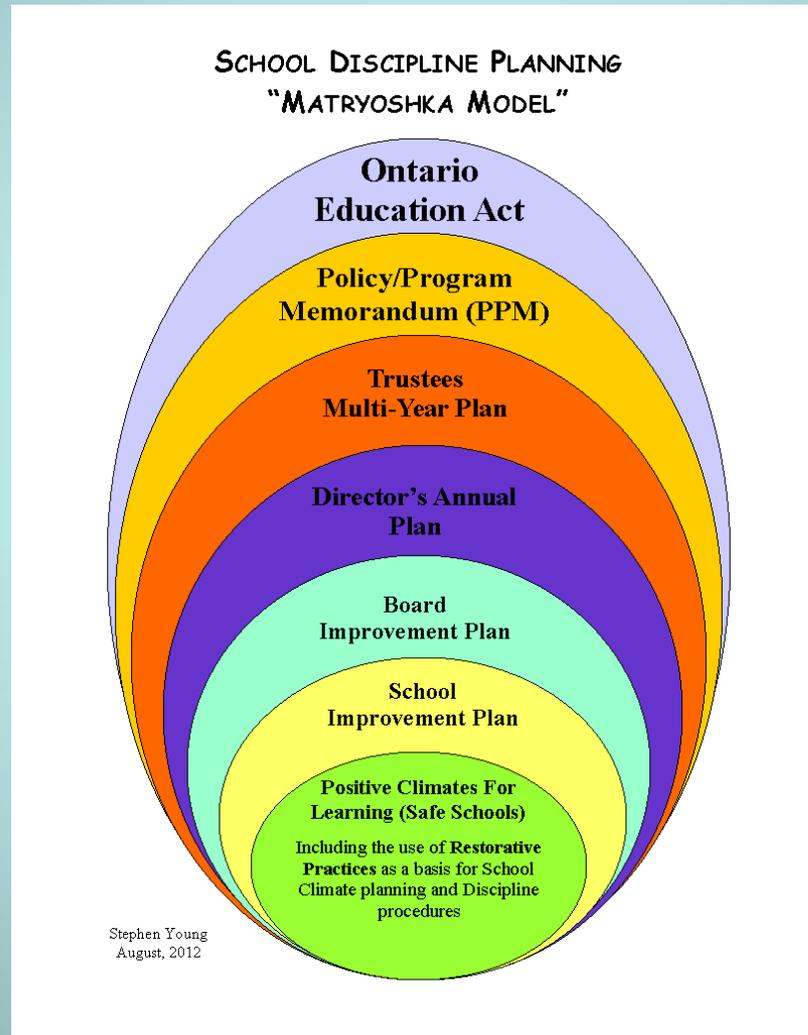 SCHOOL DISCIPLINE PLANNING
“MATRYOSHKA MODEL”
Ontario
Education Act
Policy/Program
Memorandum (PPM)
Trustees
Multi-Year Plan
Director’s Annual
Plan
Board
Improvement Plan
School
Improvement Plan
Positive Climates For
Learning (Safe Schools)
Including the use of Restorative
Practices as a basis for School
Climate planning and Discipline
procedures
Stephen Young
August, 2012